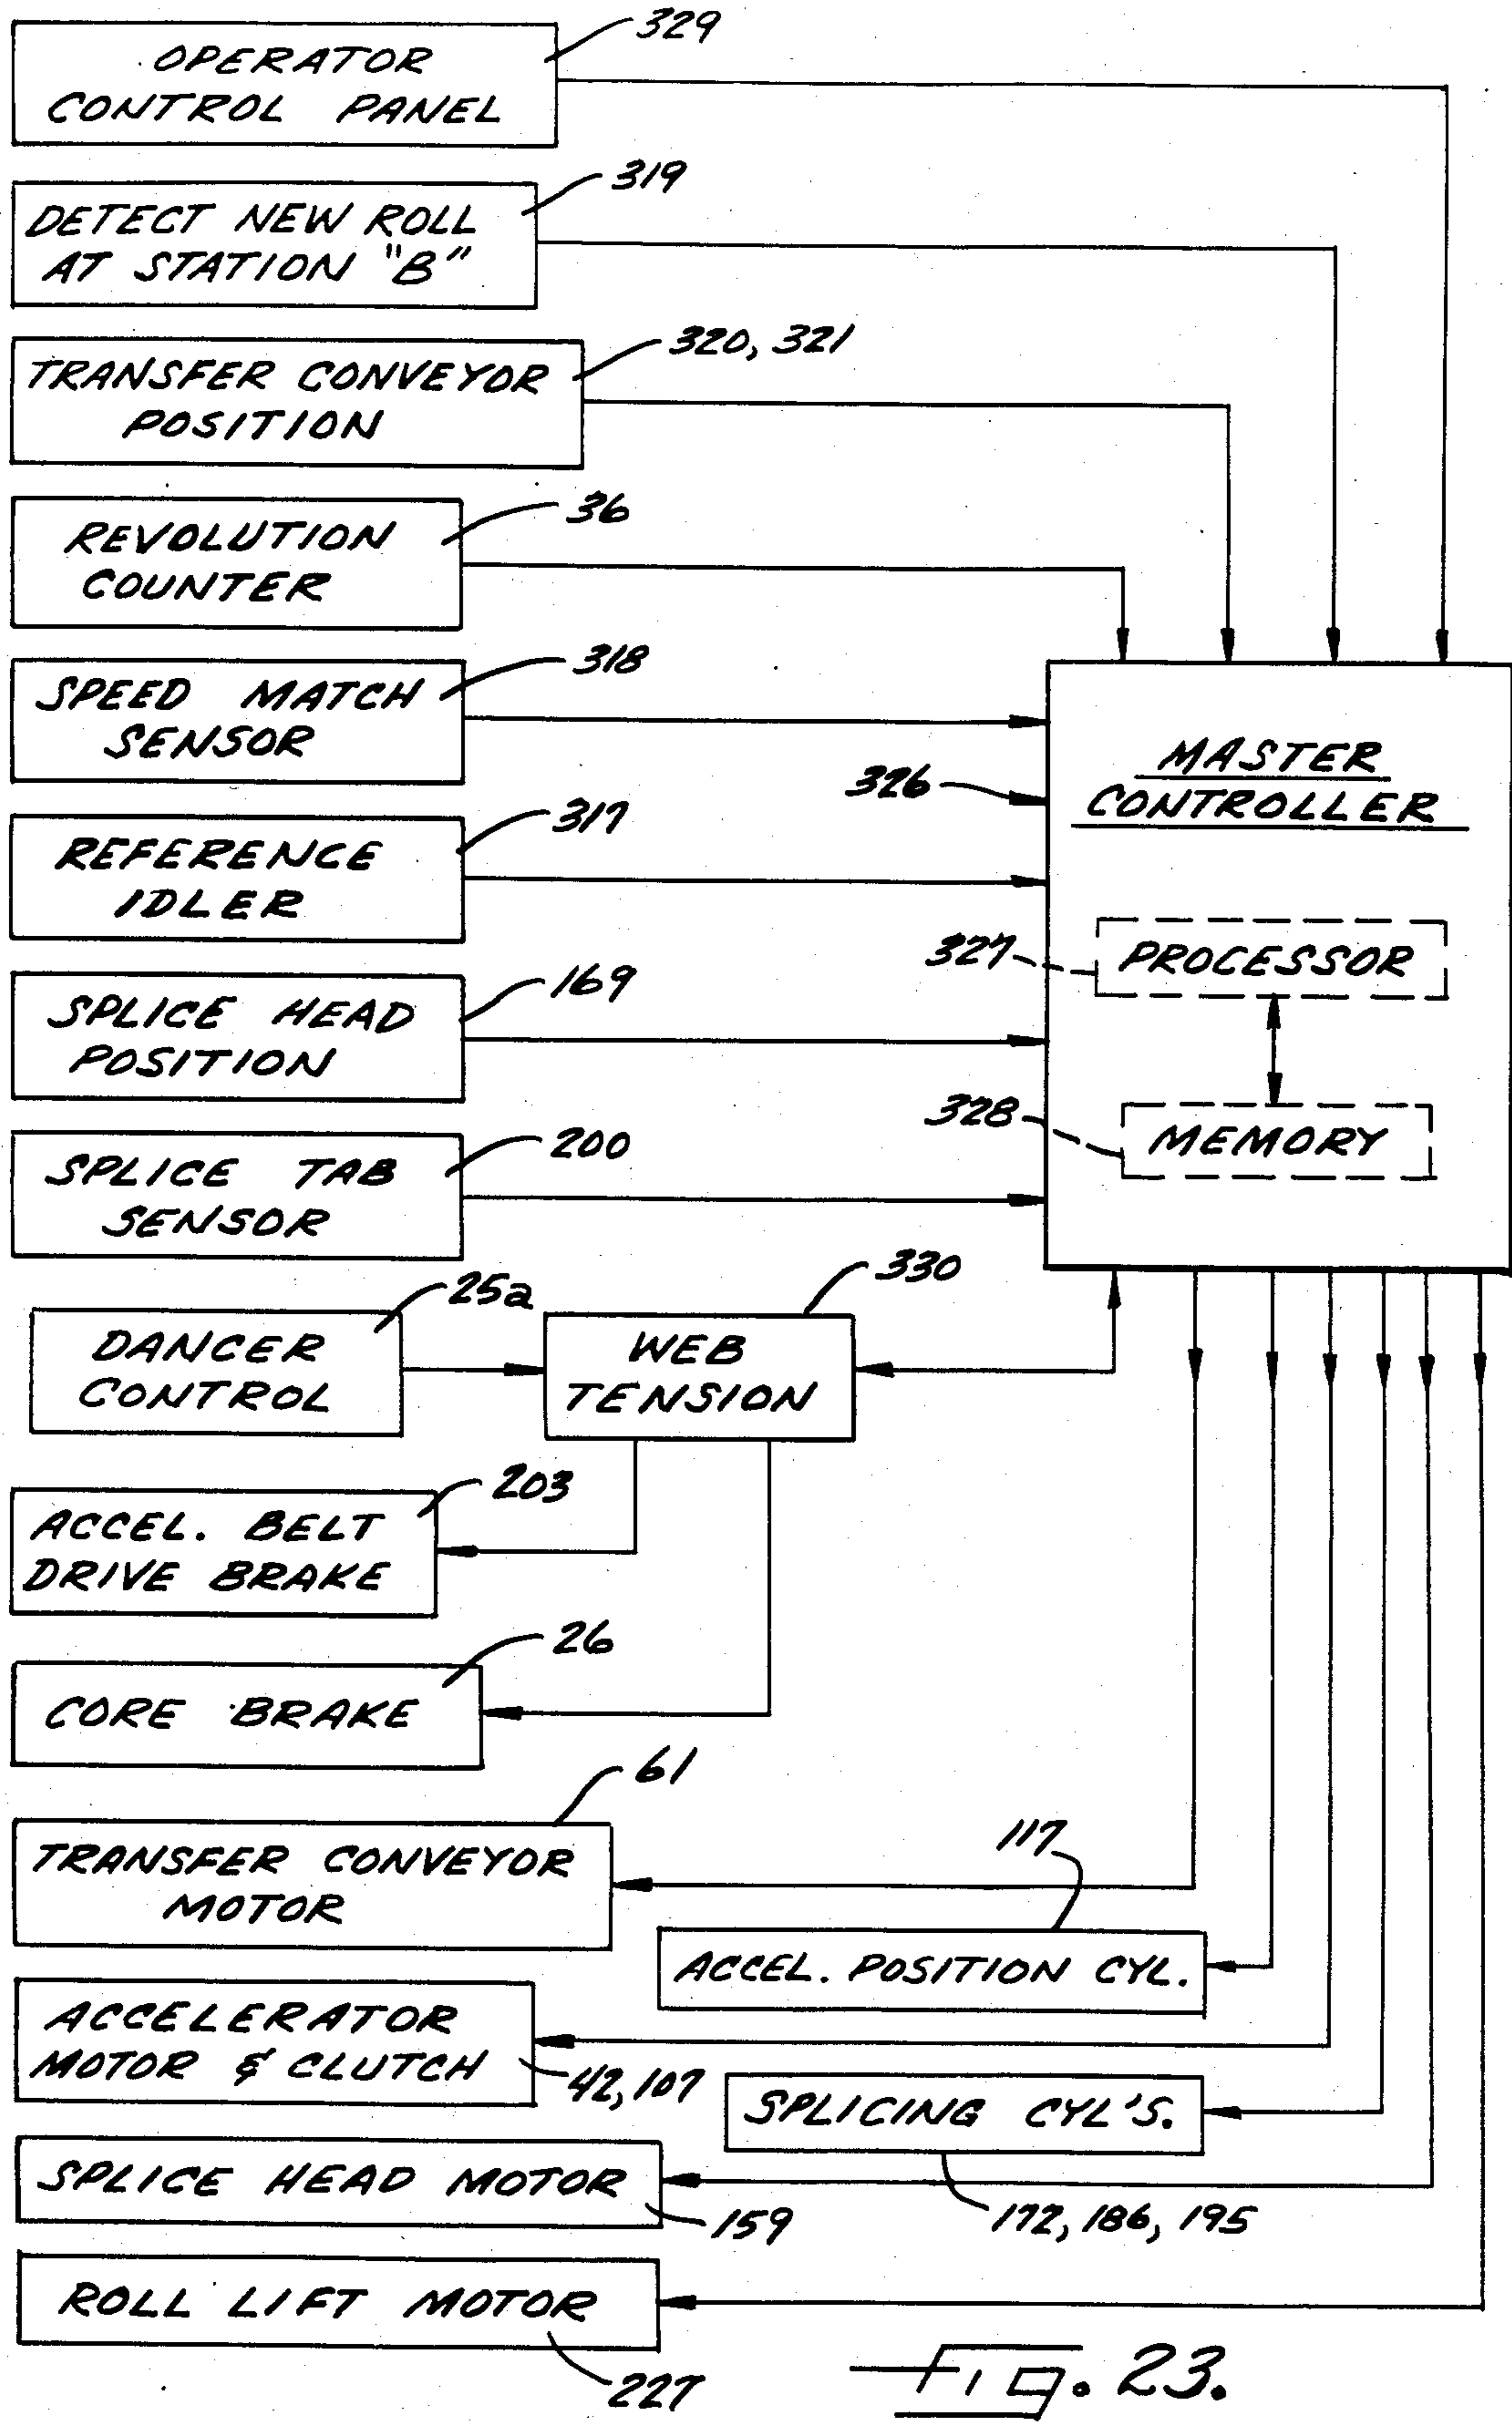 329
OPERATOR
CONTROL PANEL
319
DETECT NEW ROLL
AT STATION "B"
320, 321
TRANSFER CONVEYOR
POSITION
36
REVOLUTION
COUNTER
318
SPEED MATCH
SENSOR
326
MASTER
CONTROLLER
317
REFERENCE
IDLER
327
PROCESSOR
169
SPLICE HEAD
POSITION
328
MEMORY
200
SPLICE TAB
SENSOR
25a
DANCER
CONTROL
330
WEB
TENSION
203
ACCEL. BELT
DRIVE BRAKE
26
CORE BRAKE
61
TRANSFER CONVEYOR
MOTOR
117
ACCEL. POSITION CYL.
ACCELERATOR
MOTOR & CLUTCH
42, 107
SPLICING CYL'S.
172, 186, 195
SPLICE HEAD MOTOR
159
ROLL LIFT MOTOR
227
Fig. 23.